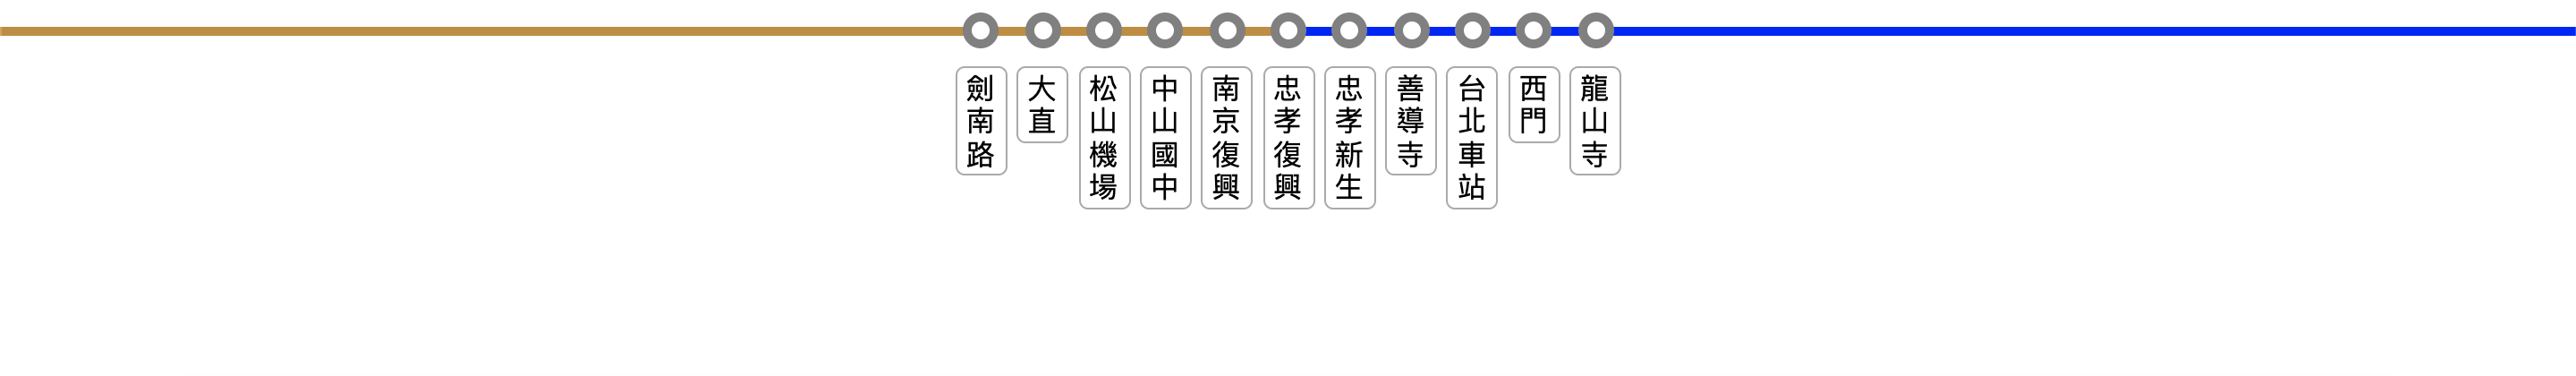 劍南路
大直
松山機場
中山國中
南京復興
忠孝復興
忠孝新生
善導寺
台北車站
西門
龍山寺